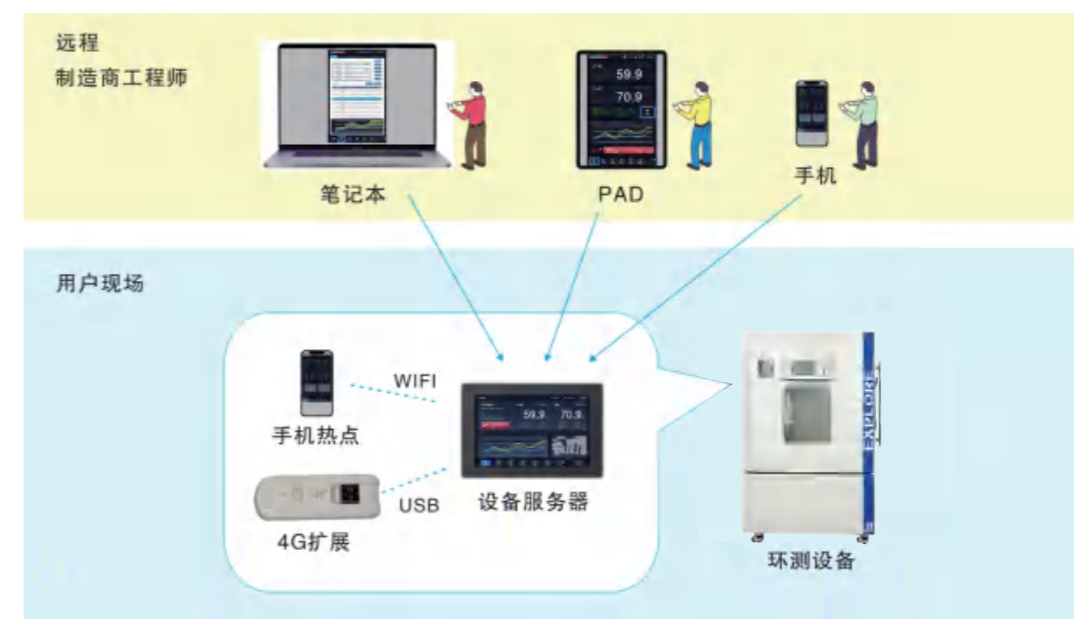 远程
制造商工程师
59.9
70.9
笔记本
PAD
手机
用户现场
WIFI
59.9
70.9
手机热点
USB
设备服务器
4G扩展
EXPLORE
环测设备